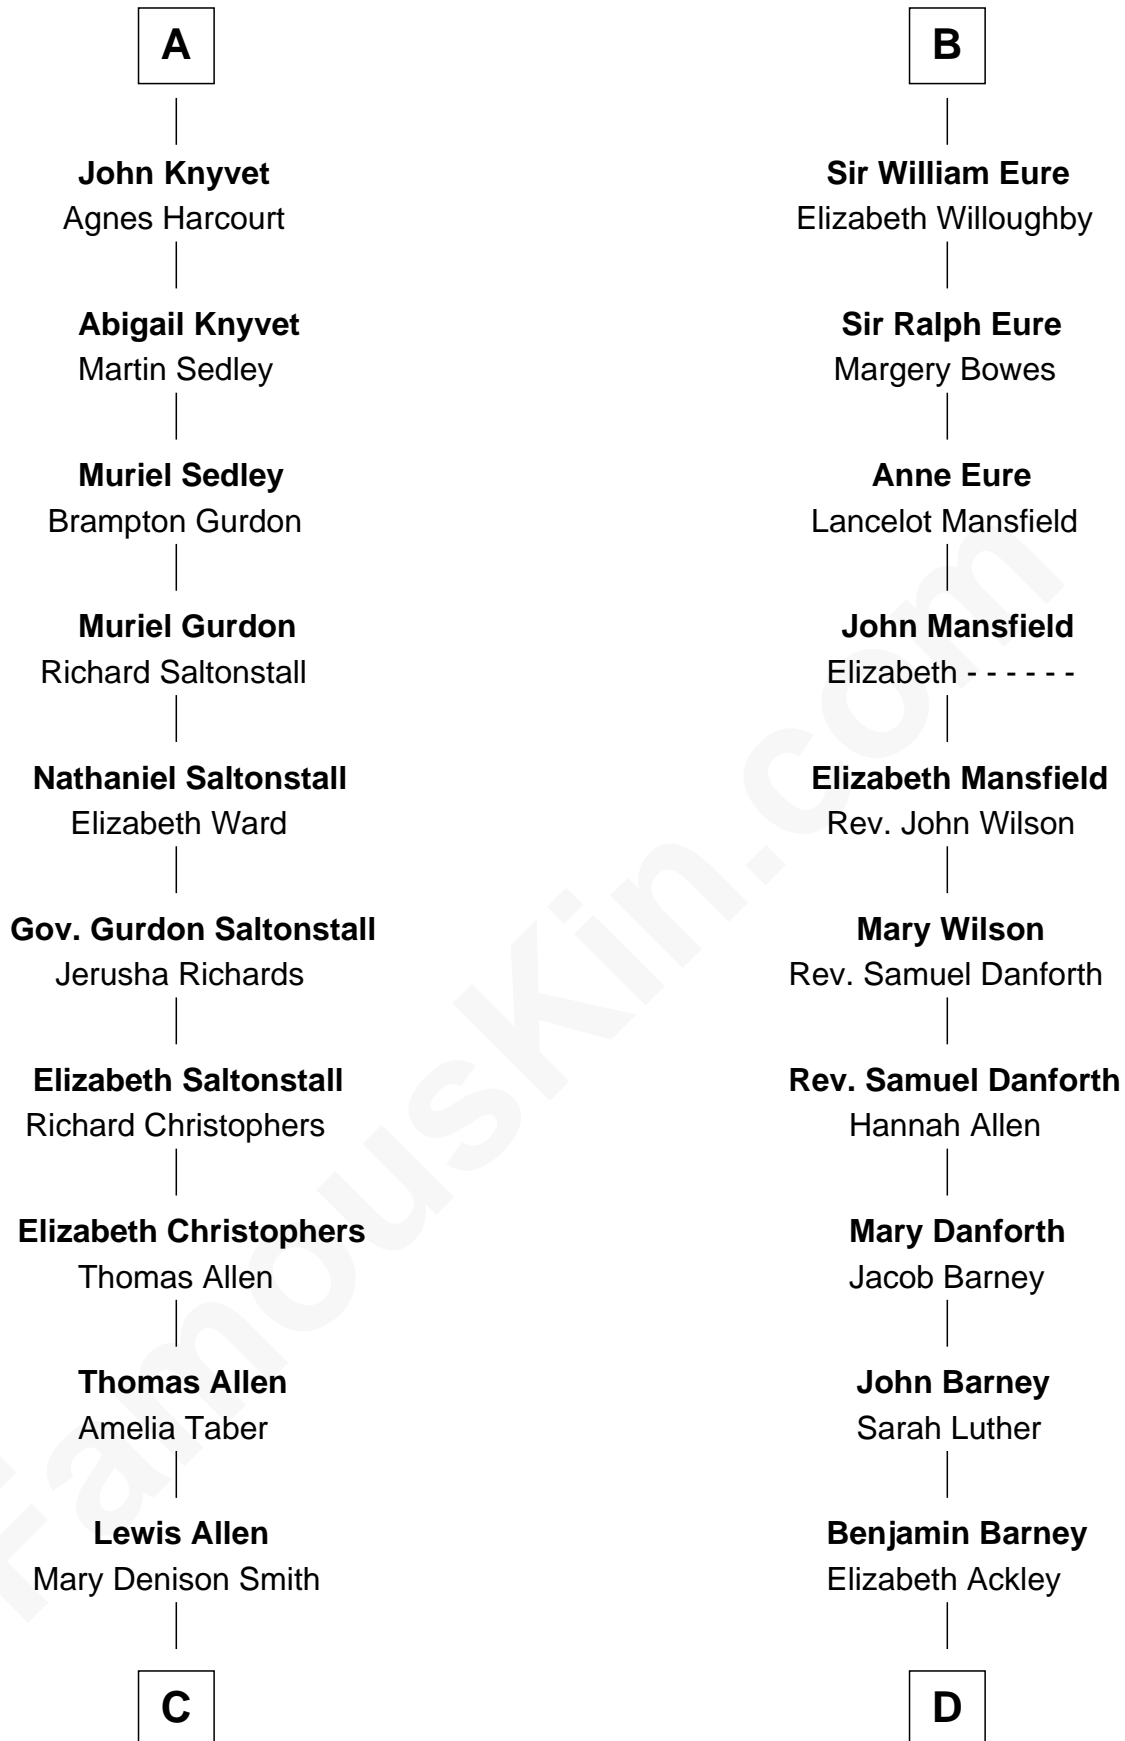 A
John Knyvet
Agnes Harcourt
Abigail Knyvet
Martin Sedley
Muriel Sedley
Brampton Gurdon
Muriel Gurdon
Richard Saltonstall
Nathaniel Saltonstall
Elizabeth Ward
Gov. Gurdon Saltonstall
Jerusha Richards
Elizabeth Saltonstall
Richard Christophers
Elizabeth Christophers
Thomas Allen
Thomas Allen
Amelia Taber
Lewis Allen
Mary Denison Smith
C
B
Sir William Eure
Elizabeth Willoughby
Sir Ralph Eure
Margery Bowes
Anne Eure
Lancelot Mansfield
John Mansfield
Elizabeth - - - - - -
Elizabeth Mansfield
Rev. John Wilson
Mary Wilson
Rev. Samuel Danforth
Rev. Samuel Danforth
Hannah Allen
Mary Danforth
Jacob Barney
John Barney
Sarah Luther
Benjamin Barney
Elizabeth Ackley
D
FamousKin.com